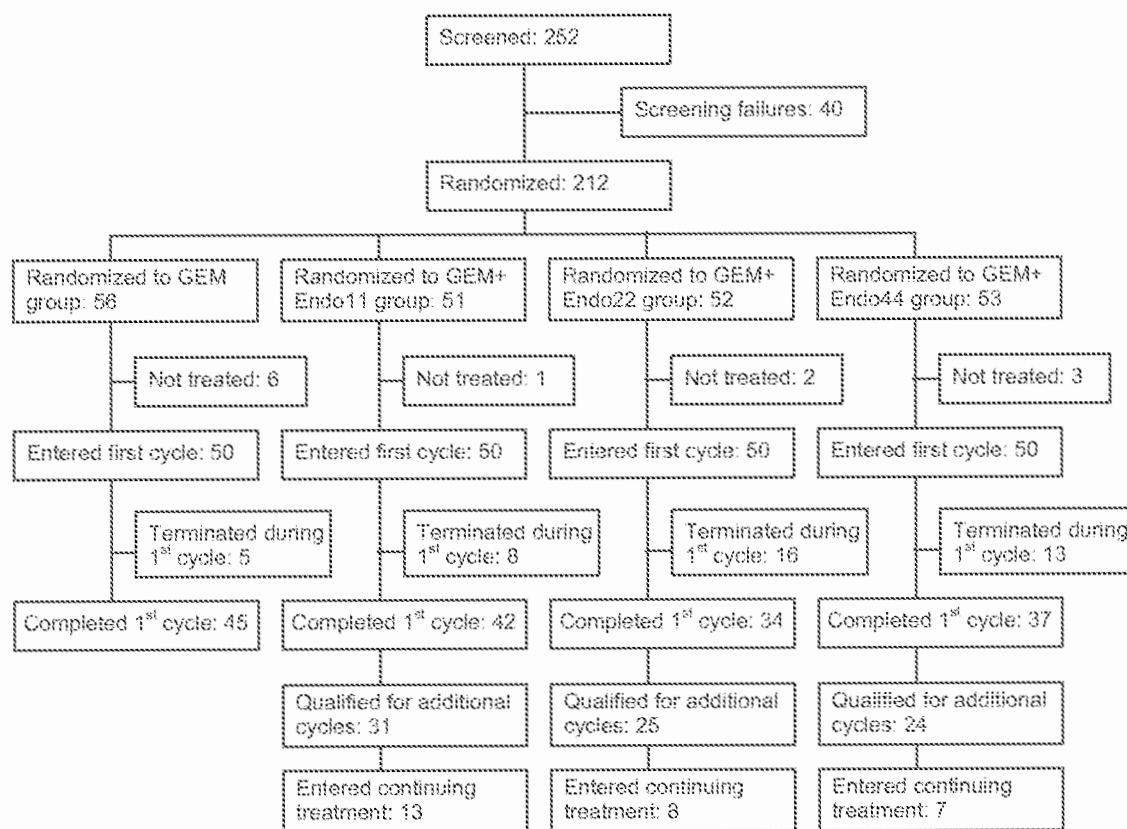 Screened: 252
Screening failures: 40
Randomized: 212
Randomized to GEM
group: 56
Randomized to GEM+
Endo11 group: 51
Randomized to GEM+
Endo22 group: 52
Randomized to GEM+
Endo44 group: 53
Not treated: 6
Not treated: 1
Not treated: 2
Not treated: 3
Entered first cycle: 50
Entered first cycle: 50
Entered first cycle: 50
Entered first cycle: 50
Terminated during
1st cycle: 5
Terminated during
1st cycle: 8
Terminated during
1st cycle: 16
Terminated during
1st cycle: 13
Completed 1st cycle: 45
Completed 1st cycle: 42
Completed 1st cycle: 34
Completed 1st cycle: 37
Qualified for additional
cycles: 31
Qualified for additional
cycles: 25
Qualified for additional
cycles: 24
Entered continuing
treatment: 13
Entered continuing
treatment: 8
Entered continuing
treatment: 7